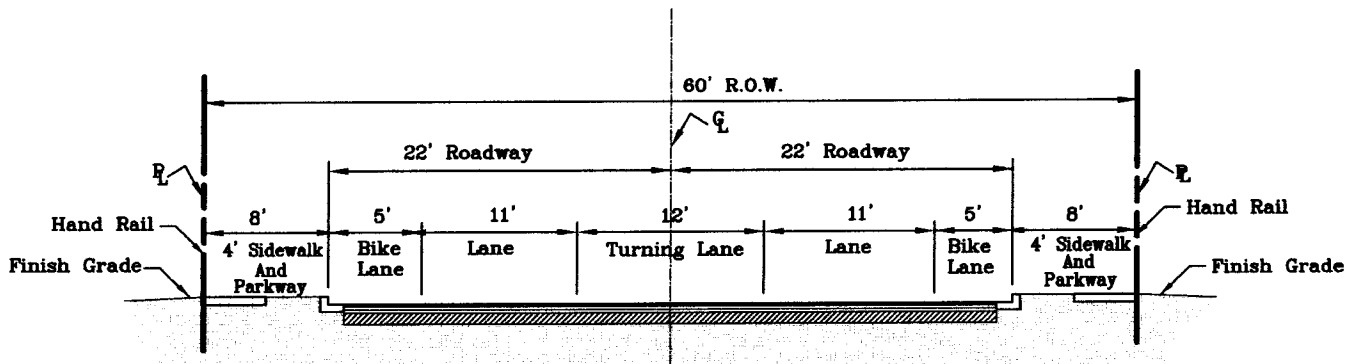 60' R.O.W.
CL
22' Roadway
22' Roadway
PL
PL
8'
5'
11'
12'
11'
5'
8'
Hand Rail
Hand Rail
4' Sidewalk
And
Parkway
Bike
Lane
Lane
Turning Lane
Lane
Bike
Lane
4' Sidewalk
And
Parkway
Finish Grade
Finish Grade